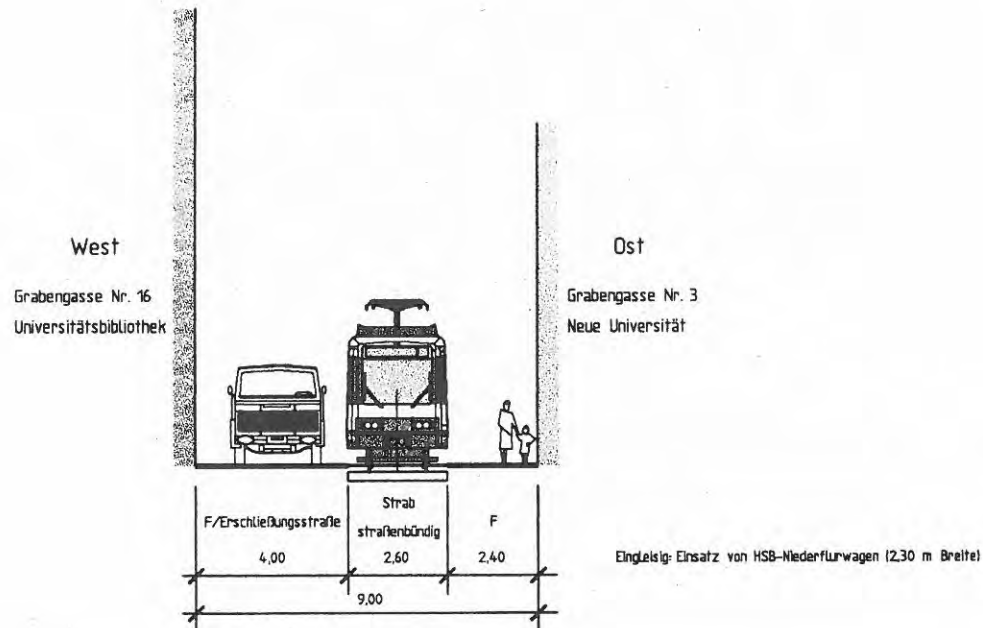 West
Grabengasse Nr. 16
Universitätsbibliothek
Ost
Grabengasse Nr. 3
Neue Universität
F/Erschließungsstraße
4,00
Strab
straßenbündig
2,60
F
2,40
9,00
Eingleisig: Einsatz von HSB-Niederflurwagen (2,30 m Breite)